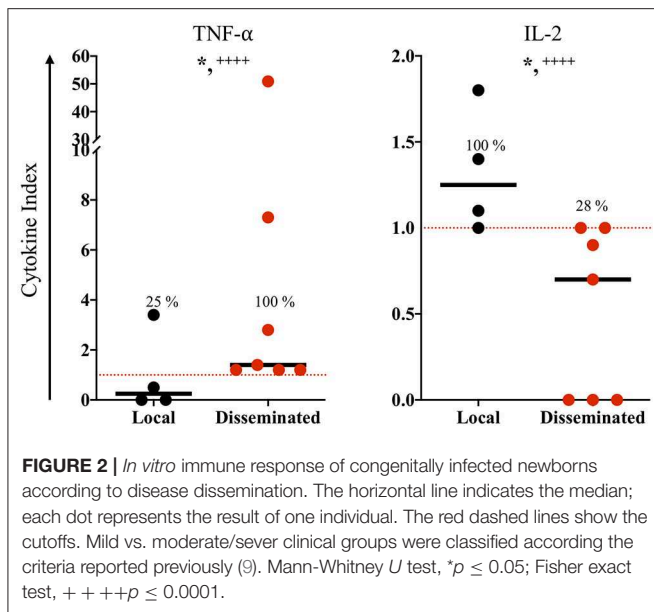 TNF-α
IL-2
*, ++++
*, ++++
Cytokine Index
60
50
40
30
10
8
6
4
2
0
25 %
100 %
Local
Disseminated
2.0
1.5
1.0
0.5
0.0
100 %
28 %
Local
Disseminated
FIGURE 2 | In vitro immune response of congenitally infected newborns
according to disease dissemination. The horizontal line indicates the median;
each dot represents the result of one individual. The red dashed lines show the
cutoffs. Mild vs. moderate/sever clinical groups were classified according the
criteria reported previously (9). Mann-Whitney U test, *p ≤ 0.05; Fisher exact
test, + + + +p ≤ 0.0001.